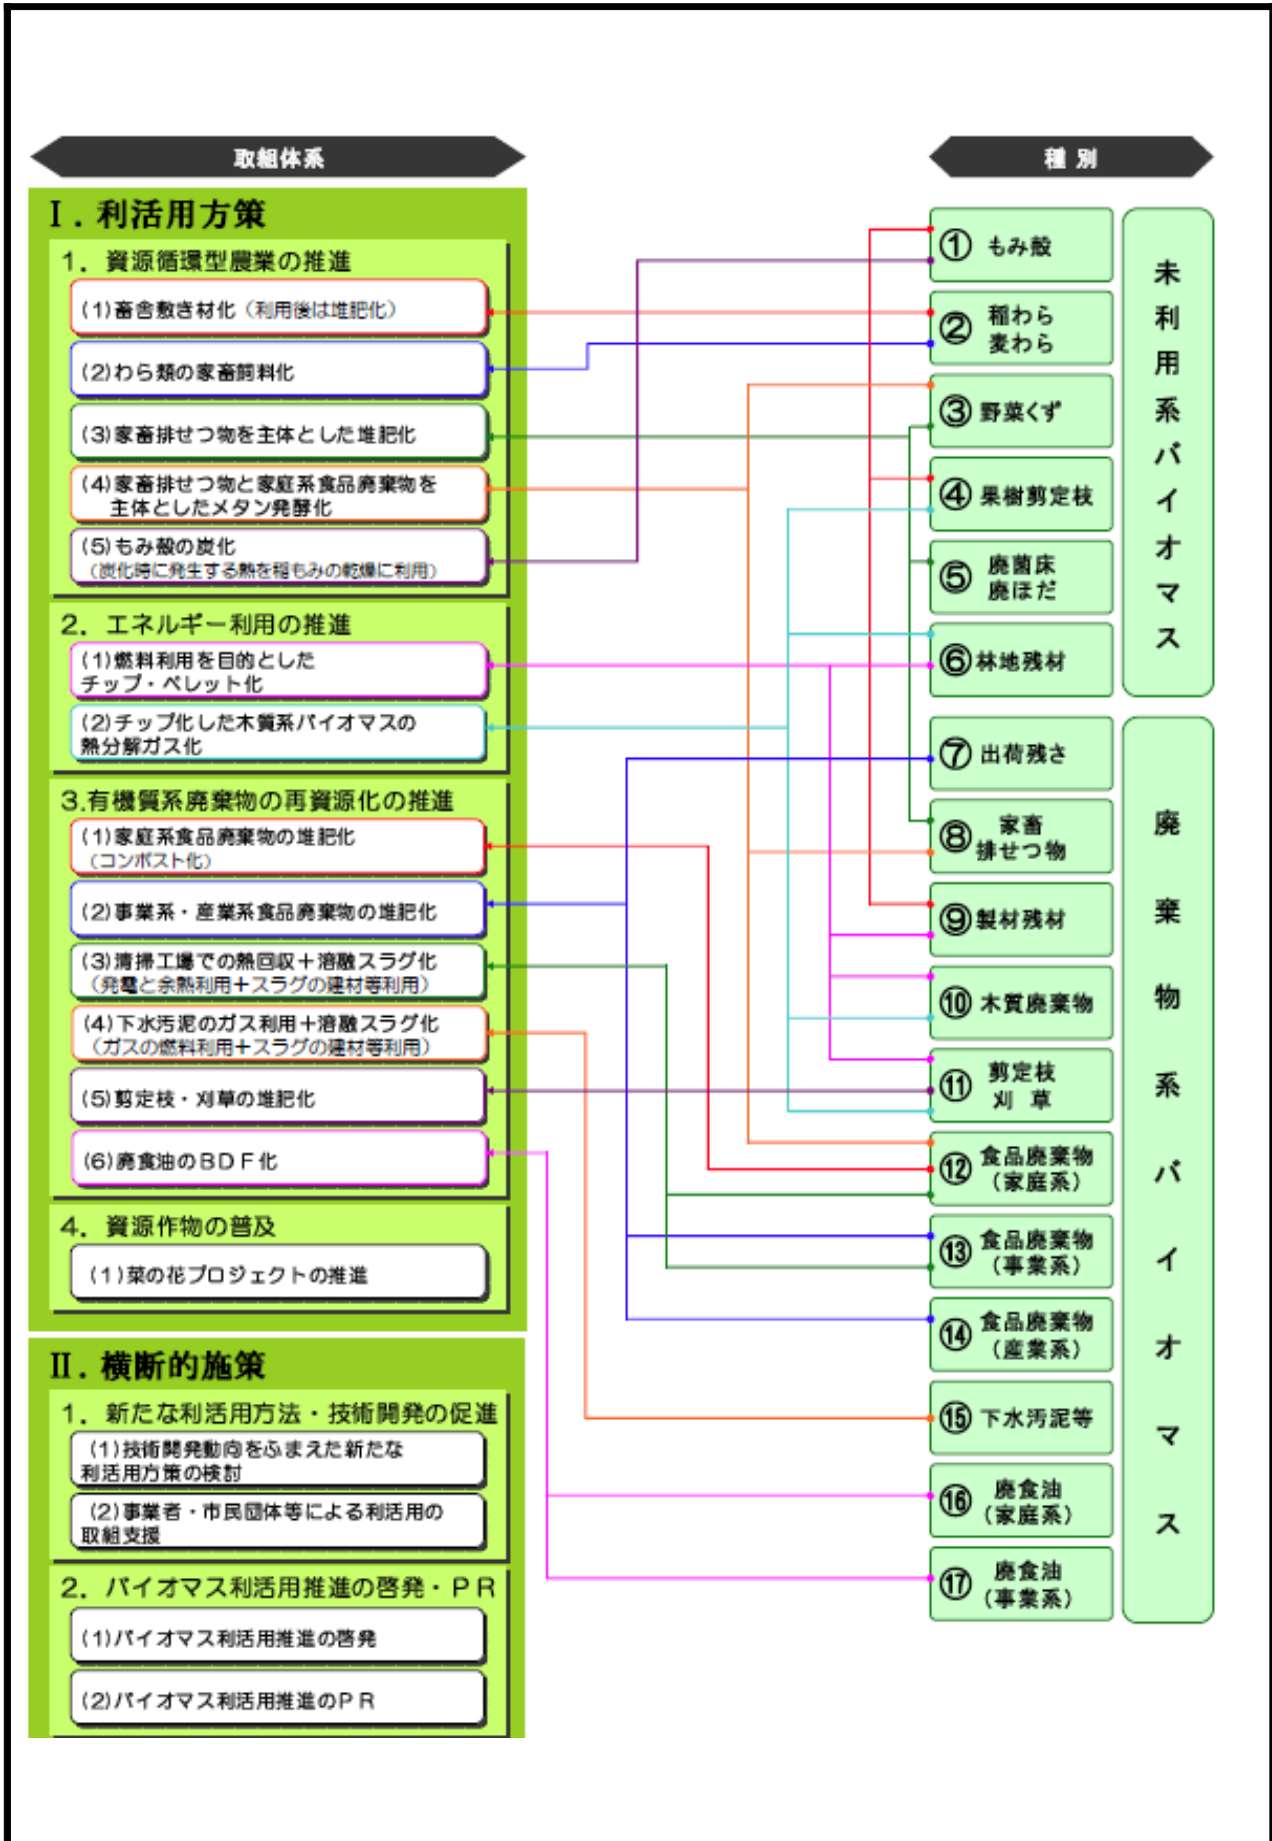 取組体系
Ⅰ．利活用方策
1．資源循環型農業の推進
(1)畜舎敷き材化（利用後は堆肥化）
(2)わら類の家畜飼料化
(3)家畜排せつ物を主体とした堆肥化
(4)家畜排せつ物と家庭系食品廃棄物を
主体としたメタン発酵化
(5)もみ殻の炭化
（炭化時に発生する熱を稲もみの乾燥に利用）
2．エネルギー利用の推進
(1)燃料利用を目的とした
チップ・ペレット化
(2)チップ化した木質系バイオマスの
熱分解ガス化
3.有機質系廃棄物の再資源化の推進
(1)家庭系食品廃棄物の堆肥化
（コンポスト化）
(2)事業系・産業系食品廃棄物の堆肥化
(3)清掃工場での熱回収＋溶融スラグ化
（発電と余熱利用＋スラグの建材等利用）
(4)下水汚泥のガス利用＋溶融スラグ化
（ガスの燃料利用＋スラグの建材等利用）
(5)剪定枝・刈草の堆肥化
(6)廃食油のＢＤＦ化
4．資源作物の普及
(1)菜の花プロジェクトの推進
Ⅱ．横断的施策
1．新たな利活用方法・技術開発の促進
(1)技術開発動向をふまえた新たな
利活用方策の検討
(2)事業者・市民団体等による利活用の
取組支援
2．バイオマス利活用推進の啓発・ＰＲ
(1)バイオマス利活用推進の啓発
(2)バイオマス利活用推進のＰＲ
種別
① もみ殻
② 稲わら
麦わら
③ 野菜くず
④ 果樹剪定枝
⑤ 廃菌床
廃ほだ
⑥ 林地残材
未利用系バイオマス
⑦ 出荷残さ
⑧ 家畜
排せつ物
⑨ 製材残材
⑩ 木質廃棄物
⑪ 剪定枝
刈草
⑫ 食品廃棄物
（家庭系）
⑬ 食品廃棄物
（事業系）
⑭ 食品廃棄物
（産業系）
⑮ 下水汚泥等
⑯ 廃食油
（家庭系）
⑰ 廃食油
（事業系）
廃棄物系バイオマス